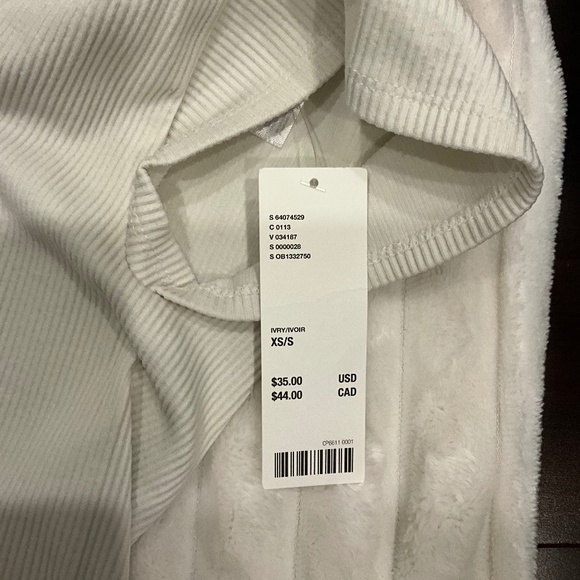 S 64074529
C 0113
V 034187
S 0000028
S OB1332750
IVRY/IVOIR
XS/S
$35.00 USD
$44.00 CAD
CP6611 0001